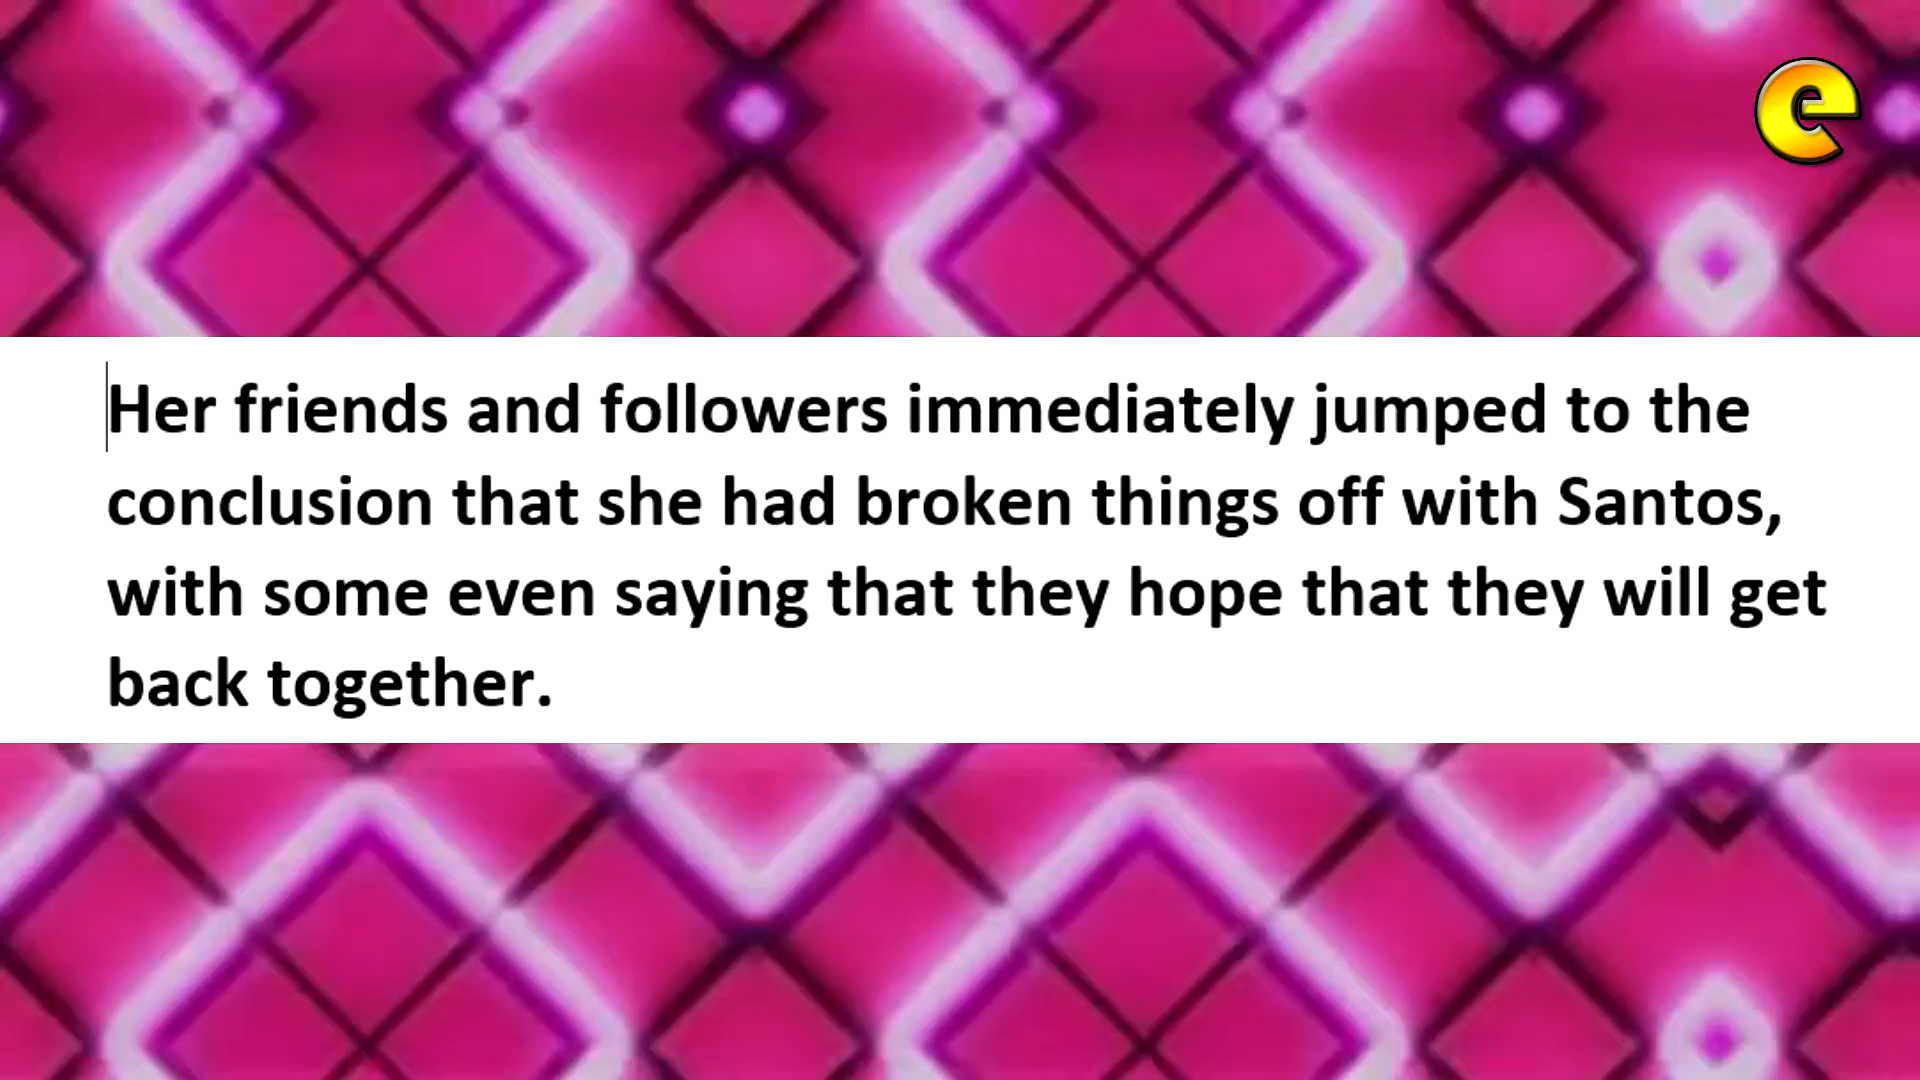 e
Her friends and followers immediately jumped to the
conclusion that she had broken things off with Santos,
with some even saying that they hope that they will get
back together.